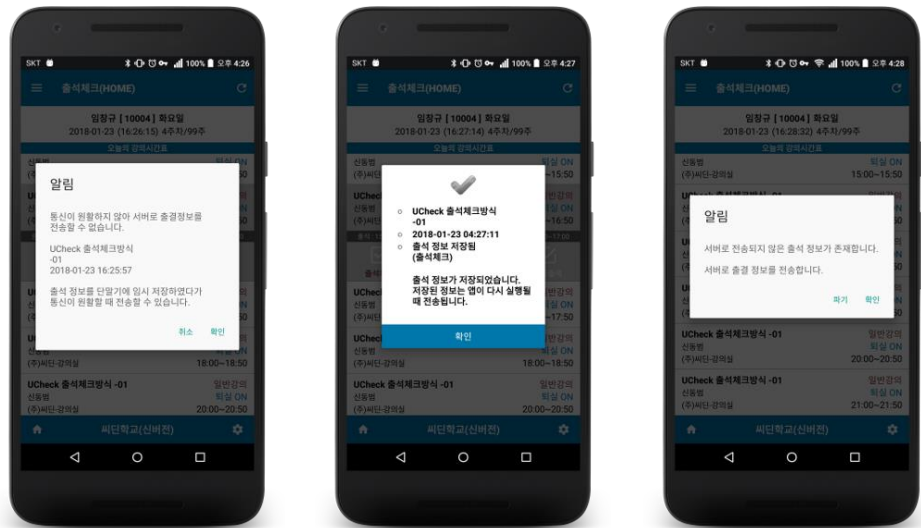 SKT 100% 오후 4:26
출석체크(HOME)
임창규 [ 10004 ] 화요일
2018-01-23 (16:26:15) 4주차/99주
오늘의 강의시간표
알림
통신이 원활하지 않아 서버로 출결정보를
전송할 수 없습니다.
UCheck 출석체크방식
-01
2018-01-23 16:25:57
출석 정보를 단말기에 임시 저장하였다가
통신이 원활할 때 전송할 수 있습니다.
취소 확인
(주)씨딘-강의실 18:00~18:50
UCheck 출석체크방식 -01 일반강의
신동범 퇴실 ON
(주)씨딘-강의실 20:00~20:50
씨딘학교(신버전)
SKT 100% 오후 4:27
출석체크(HOME)
임창규 [ 10004 ] 화요일
2018-01-23 (16:27:14) 4주차/99주
오늘의 강의시간표
신동범 퇴실 ON
UCheck 출석체크방식
-01
2018-01-23 04:27:11
출석 정보 저장됨
(출석체크)
출석 정보가 저장되었습니다.
저장된 정보는 앱이 다시 실행될
때 전송됩니다.
확인
(주)씨딘-강의실 18:00~18:50
UCheck 출석체크방식 -01 일반강의
신동범 퇴실 ON
(주)씨딘-강의실 20:00~20:50
씨딘학교(신버전)
SKT 100% 오후 4:28
출석체크(HOME)
임창규 [ 10004 ] 화요일
2018-01-23 (16:28:32) 4주차/99주
오늘의 강의시간표
신동범 퇴실 ON
(주)씨딘-강의실 15:00~15:50
알림
서버로 전송되지 않은 출석 정보가 존재합니다.
서버로 출결 정보를 전송합니다.
파기 확인
UCheck 출석체크방식 -01 일반강의
신동범 퇴실 ON
(주)씨딘-강의실 20:00~20:50
UCheck 출석체크방식 -01 일반강의
신동범 퇴실 ON
(주)씨딘-강의실 21:00~21:50
씨딘학교(신버전)